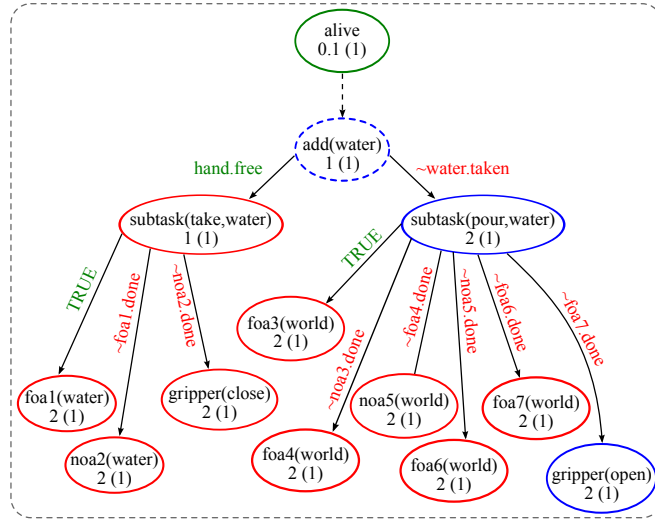 alive
0.1 (1)
add(water)
1 (1)
hand.free
~water.taken
subtask(take,water)
1 (1)
subtask(pour,water)
2 (1)
TRUE
~foa1.done
~noa2.done
TRUE
~noa3.done
~foa4.done
~noa5.done
~foa6.done
~foa7.done
foa3(world)
2 (1)
foa1(water)
2 (1)
gripper(close)
2 (1)
noa5(world)
2 (1)
foa7(world)
2 (1)
noa2(water)
2 (1)
foa4(world)
2 (1)
foa6(world)
2 (1)
gripper(open)
2 (1)